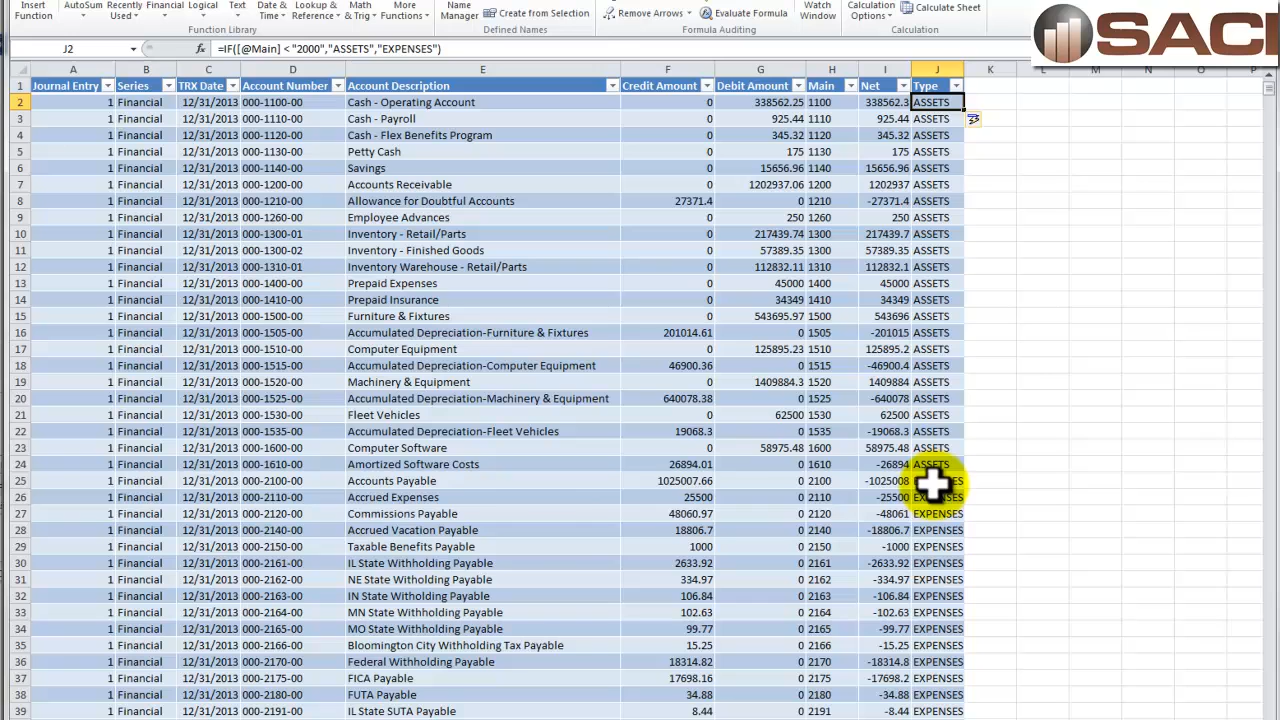 Insert AutoSum Recently Financial Logical Text Date & Lookup & Math More Name Create from Selection Remove Arrows Evaluate Formula Watch Calculation Calculate Sheet
Function Used Time Reference & Trig Functions Manager Window Options
Function Library Defined Names Formula Auditing Calculation
SACI
J2 fx =IF([@Main] < "2000","ASSETS","EXPENSES")
A B C D E F G H I J K L M N O P
1 Journal Entry Series TRX Date Account Number Account Description Credit Amount Debit Amount Main Net Type
2 1 Financial 12/31/2013 000-1100-00 Cash - Operating Account 0 338562.25 1100 338562.3 ASSETS
3 1 Financial 12/31/2013 000-1110-00 Cash - Payroll 0 925.44 1110 925.44 ASSETS
4 1 Financial 12/31/2013 000-1120-00 Cash - Flex Benefits Program 0 345.32 1120 345.32 ASSETS
5 1 Financial 12/31/2013 000-1130-00 Petty Cash 0 175 1130 175 ASSETS
6 1 Financial 12/31/2013 000-1140-00 Savings 0 15656.96 1140 15656.96 ASSETS
7 1 Financial 12/31/2013 000-1200-00 Accounts Receivable 0 1202937.06 1200 1202937 ASSETS
8 1 Financial 12/31/2013 000-1210-00 Allowance for Doubtful Accounts 27371.4 0 1210 -27371.4 ASSETS
9 1 Financial 12/31/2013 000-1260-00 Employee Advances 0 250 1260 250 ASSETS
10 1 Financial 12/31/2013 000-1300-01 Inventory - Retail/Parts 0 217439.74 1300 217439.7 ASSETS
11 1 Financial 12/31/2013 000-1300-02 Inventory - Finished Goods 0 57389.35 1300 57389.35 ASSETS
12 1 Financial 12/31/2013 000-1310-01 Inventory Warehouse - Retail/Parts 0 112832.11 1310 112832.1 ASSETS
13 1 Financial 12/31/2013 000-1400-00 Prepaid Expenses 0 45000 1400 45000 ASSETS
14 1 Financial 12/31/2013 000-1410-00 Prepaid Insurance 0 34349 1410 34349 ASSETS
15 1 Financial 12/31/2013 000-1500-00 Furniture & Fixtures 0 543695.97 1500 543696 ASSETS
16 1 Financial 12/31/2013 000-1505-00 Accumulated Depreciation-Furniture & Fixtures 201014.61 0 1505 -201015 ASSETS
17 1 Financial 12/31/2013 000-1510-00 Computer Equipment 0 125895.23 1510 125895.2 ASSETS
18 1 Financial 12/31/2013 000-1515-00 Accumulated Depreciation-Computer Equipment 46900.36 0 1515 -46900.4 ASSETS
19 1 Financial 12/31/2013 000-1520-00 Machinery & Equipment 0 1409884.3 1520 1409884 ASSETS
20 1 Financial 12/31/2013 000-1525-00 Accumulated Depreciation-Machinery & Equipment 640078.38 0 1525 -640078 ASSETS
21 1 Financial 12/31/2013 000-1530-00 Fleet Vehicles 0 62500 1530 62500 ASSETS
22 1 Financial 12/31/2013 000-1535-00 Accumulated Depreciation-Fleet Vehicles 19068.3 0 1535 -19068.3 ASSETS
23 1 Financial 12/31/2013 000-1600-00 Computer Software 0 58975.48 1600 58975.48 ASSETS
24 1 Financial 12/31/2013 000-1610-00 Amortized Software Costs 26894.01 0 1610 -26894 ASSETS
25 1 Financial 12/31/2013 000-2100-00 Accounts Payable 1025007.66 0 2100 -1025008
26 1 Financial 12/31/2013 000-2110-00 Accrued Expenses 25500 0 2110 -25500 EXPENSES
27 1 Financial 12/31/2013 000-2120-00 Commissions Payable 48060.97 0 2120 -48061 EXPENSES
28 1 Financial 12/31/2013 000-2140-00 Accrued Vacation Payable 18806.7 0 2140 -18806.7 EXPENSES
29 1 Financial 12/31/2013 000-2150-00 Taxable Benefits Payable 1000 0 2150 -1000 EXPENSES
30 1 Financial 12/31/2013 000-2161-00 IL State Withholding Payable 2633.92 0 2161 -2633.92 EXPENSES
31 1 Financial 12/31/2013 000-2162-00 NE State Witholding Payable 334.97 0 2162 -334.97 EXPENSES
32 1 Financial 12/31/2013 000-2163-00 IN State Withholding Payable 106.84 0 2163 -106.84 EXPENSES
33 1 Financial 12/31/2013 000-2164-00 MN State Withholding Payable 102.63 0 2164 -102.63 EXPENSES
34 1 Financial 12/31/2013 000-2165-00 MO State Withholding Payable 99.77 0 2165 -99.77 EXPENSES
35 1 Financial 12/31/2013 000-2166-00 Bloomington City Withholding Tax Payable 15.25 0 2166 -15.25 EXPENSES
36 1 Financial 12/31/2013 000-2170-00 Federal Withholding Payable 18314.82 0 2170 -18314.8 EXPENSES
37 1 Financial 12/31/2013 000-2175-00 FICA Payable 17698.16 0 2175 -17698.2 EXPENSES
38 1 Financial 12/31/2013 000-2180-00 FUTA Payable 34.88 0 2180 -34.88 EXPENSES
39 1 Financial 12/31/2013 000-2191-00 IL State SUTA Payable 8.44 0 2191 -8.44 EXPENSES